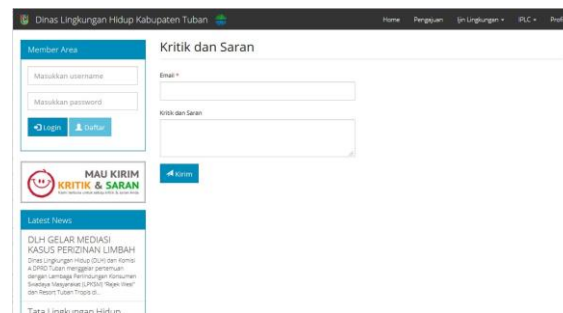 Dinas Lingkungan Hidup Kabupaten Tuban
Home Pengajuan Ijin Lingkungan IPLC Profil
Member Area
Masukkan username
Masukkan password
Login Daftar
MAU KIRIM
KRITIK & SARAN
Latest News
DLH GELAR MEDIASI
KASUS PERIZINAN LIMBAH
Dinas Lingkungan Hidup (DLH) dan Komisi
A DPRD Tuban menggelar pertemuan
dengan Lembaga Perlindungan Konsumen
Swadaya Masyarakat (LPKSM) "Rejek Wesi"
dan Resort Tuban Tropis di...
Tata Lingkungan Hidup
Kritik dan Saran
Email *
Kritik dan Saran
Kirim